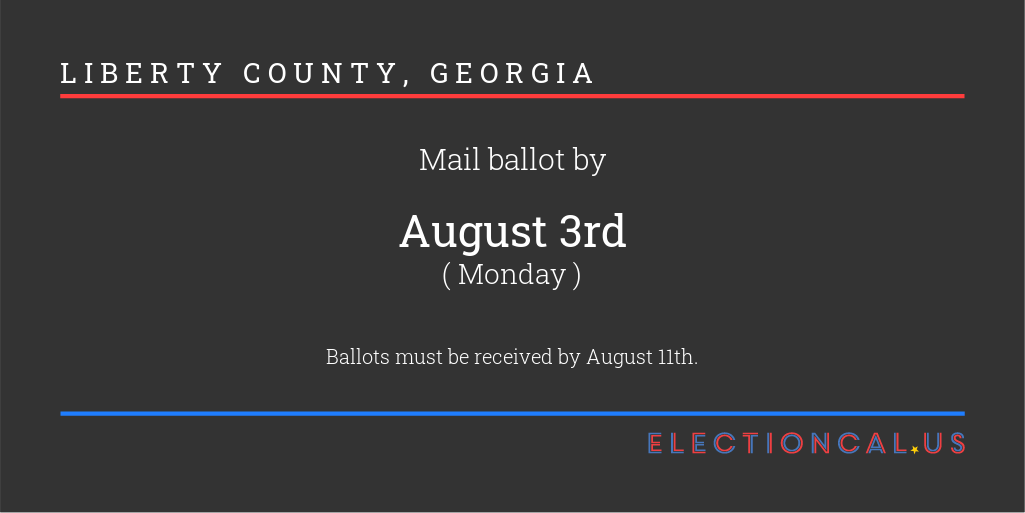 LIBERTY COUNTY, GEORGIA
Mail ballot by
August 3rd
( Monday )
Ballots must be received by August 11th.
ELECTIONCAL.US